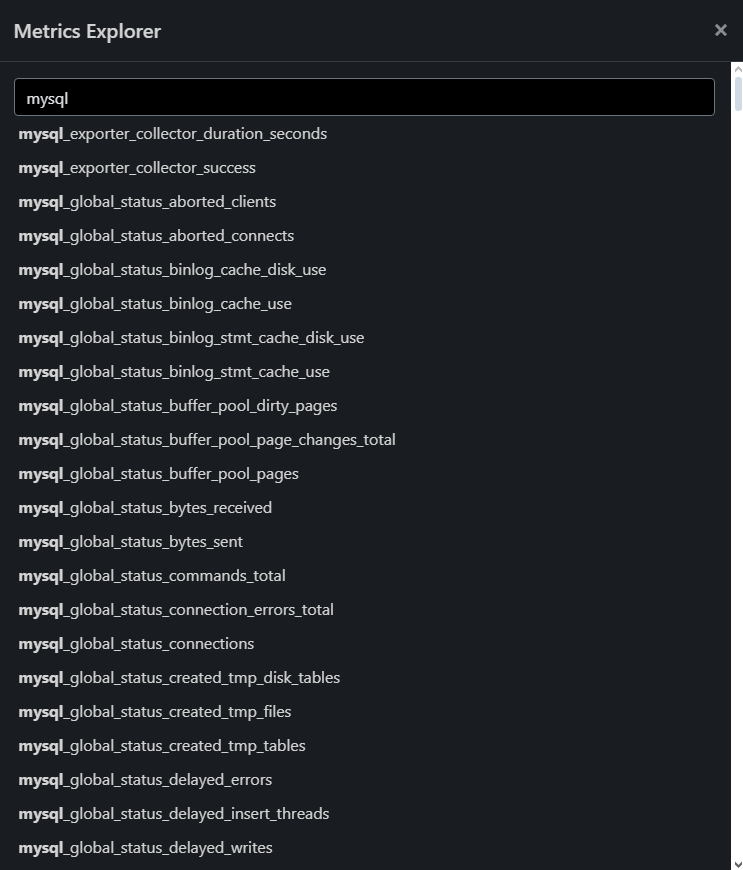 Metrics Explorer
mysql
mysql_exporter_collector_duration_seconds
mysql_exporter_collector_success
mysql_global_status_aborted_clients
mysql_global_status_aborted_connects
mysql_global_status_binlog_cache_disk_use
mysql_global_status_binlog_cache_use
mysql_global_status_binlog_stmt_cache_disk_use
mysql_global_status_binlog_stmt_cache_use
mysql_global_status_buffer_pool_dirty_pages
mysql_global_status_buffer_pool_page_changes_total
mysql_global_status_buffer_pool_pages
mysql_global_status_bytes_received
mysql_global_status_bytes_sent
mysql_global_status_commands_total
mysql_global_status_connection_errors_total
mysql_global_status_connections
mysql_global_status_created_tmp_disk_tables
mysql_global_status_created_tmp_files
mysql_global_status_created_tmp_tables
mysql_global_status_delayed_errors
mysql_global_status_delayed_insert_threads
mysql_global_status_delayed_writes